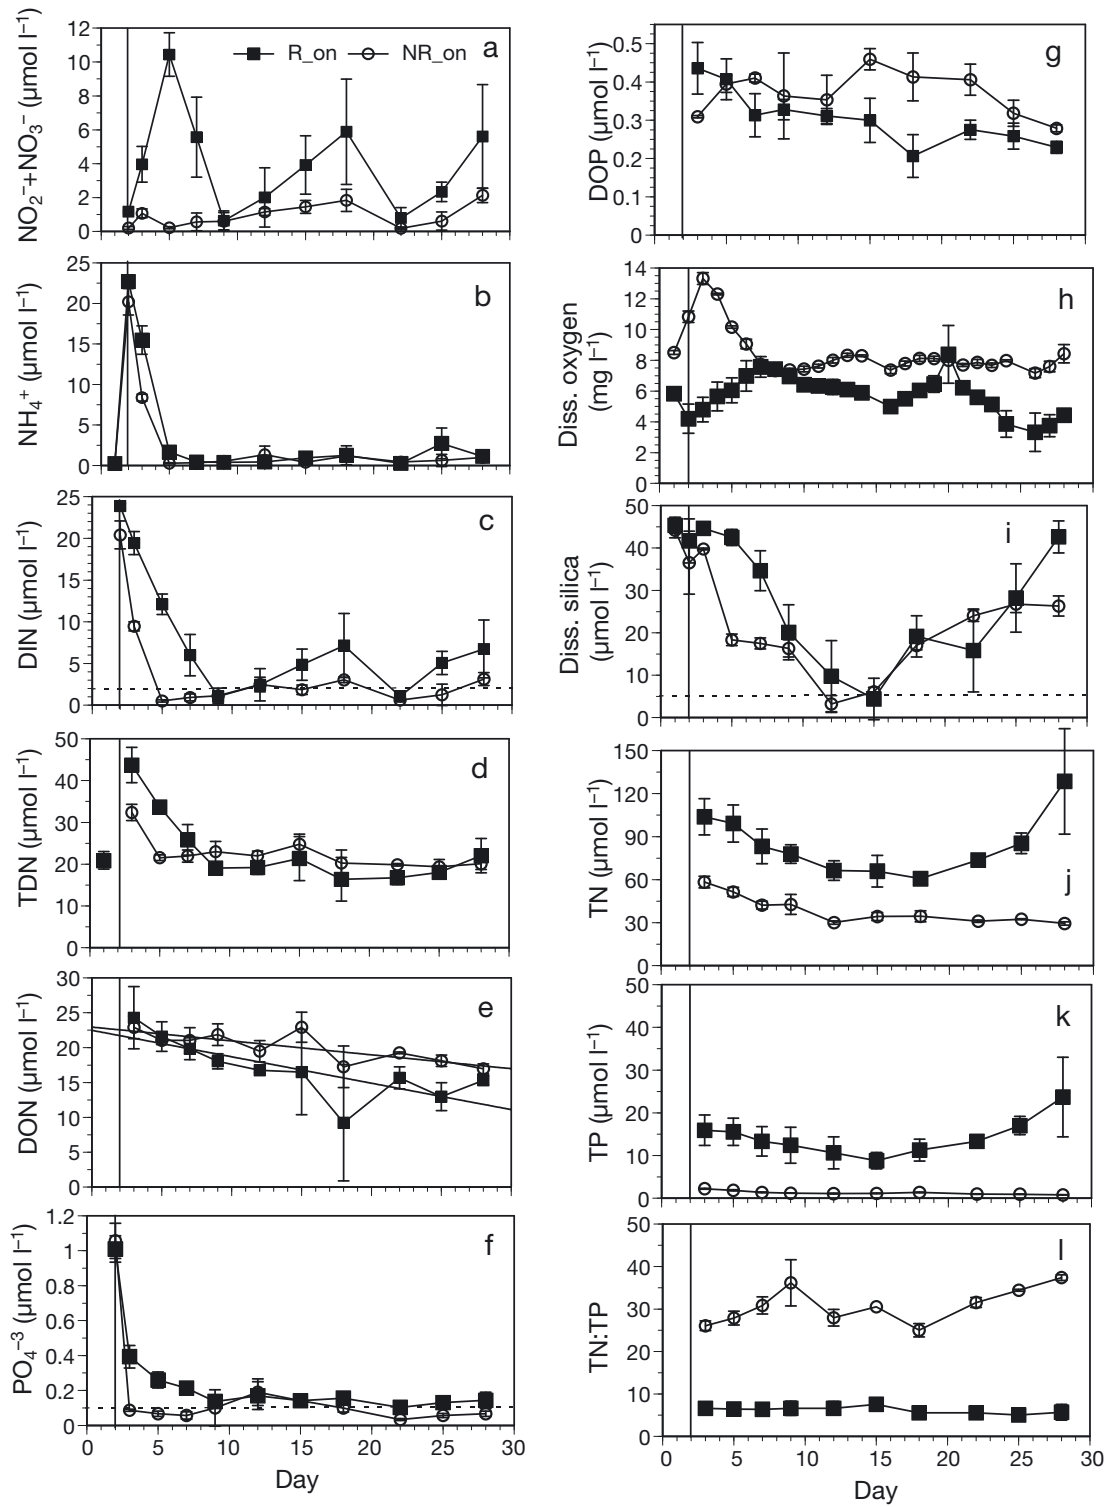 a
R_on NR_on
NO₂⁻+NO₃⁻ (µmol l⁻¹)
12
10
8
6
4
2
0
0 5 10 15 20 25 30
b
NH₄⁺ (µmol l⁻¹)
25
20
15
10
5
0
c
DIN (µmol l⁻¹)
25
20
15
10
5
0
d
TDN (µmol l⁻¹)
50
40
30
20
10
0
e
DON (µmol l⁻¹)
30
25
20
15
10
5
0
f
PO₄⁻³ (µmol l⁻¹)
1.2
1
0.8
0.6
0.4
0.2
0
0 5 10 15 20 25 30
Day
g
DOP (µmol l⁻¹)
0.5
0.4
0.3
0.2
0.1
0
h
Diss. oxygen
(mg l⁻¹)
14
12
10
8
6
4
2
0
i
Diss. silica
(µmol l⁻¹)
50
40
30
20
10
0
j
TN (µmol l⁻¹)
150
120
90
60
30
0
k
TP (µmol l⁻¹)
50
40
30
20
10
0
l
TN:TP
50
40
30
20
10
0
0 5 10 15 20 25 30
Day